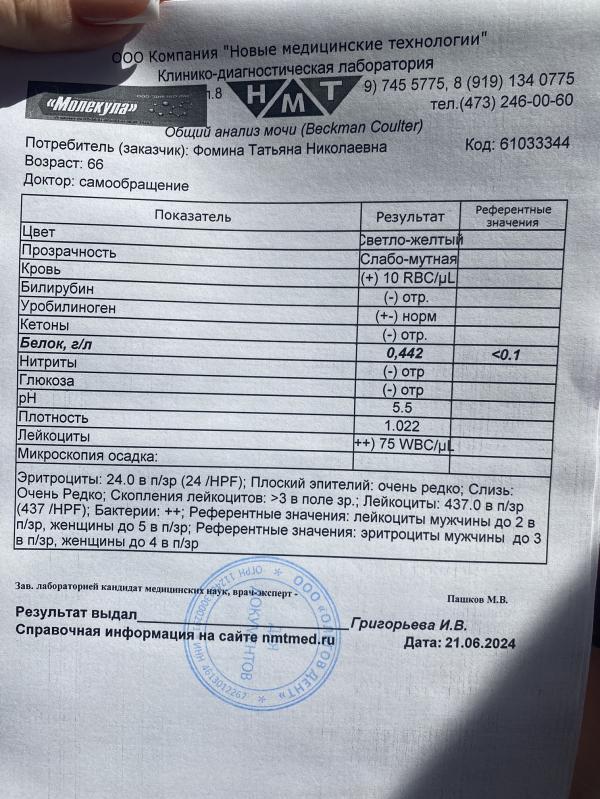 ООО Компания "Новые медицинские технологии"
Клинико-диагностическая лаборатория
«Молекула»
л.8
НМТ
9) 745 5775, 8 (919) 134 0775
тел.(473) 246-00-60
Общий анализ мочи (Beckman Coulter)
Потребитель (заказчик): Фомина Татьяна Николаевна
Код: 61033344
Возраст: 66
Доктор: самообращение
Показатель Результат Референтные значения
Цвет Светло-желтый
Прозрачность Слабо-мутная
Кровь (+) 10 RBC/µL
Билирубин (-) отр.
Уробилиноген (+-) норм
Кетоны (-) отр.
Белок, г/л 0,442 <0.1
Нитриты (-) отр
Глюкоза (-) отр
pH 5.5
Плотность 1.022
Лейкоциты ++) 75 WBC/µL
Микроскопия осадка:
Эритроциты: 24.0 в п/зр (24 /HPF); Плоский эпителий: очень редко; Слизь:
Очень Редко; Скопления лейкоцитов: >3 в поле зр.; Лейкоциты: 437.0 в п/зр
(437 /HPF); Бактерии: ++; Референтные значения: лейкоциты мужчины до 2 в
п/зр, женщины до 5 в п/зр; Референтные значения: эритроциты мужчины до 3
в п/зр, женщины до 4 в п/зр
Зав. лабораторией кандидат медицинских наук, врач-эксперт - Пашков М.В.
Результат выдал Григорьева И.В.
Справочная информация на сайте nmtmed.ru Дата: 21.06.2024
ДЛЯ
ДОКУМЕНТОВ
ИНН 4613012267